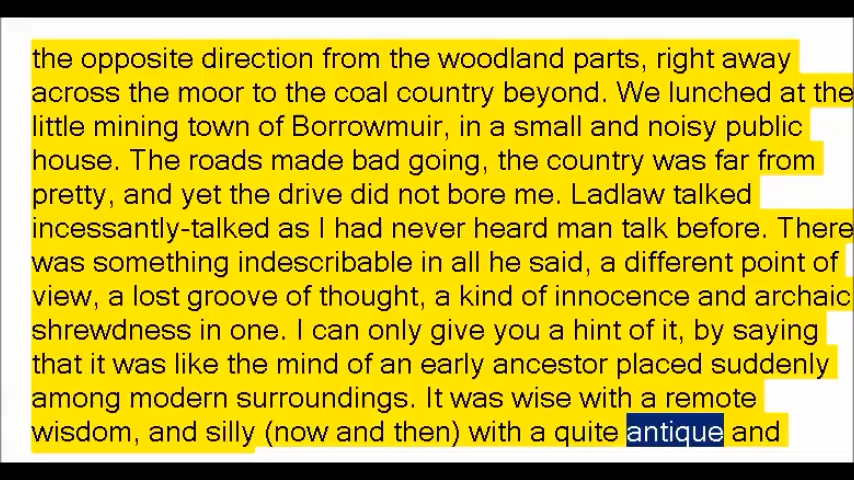 the opposite direction from the woodland parts, right away
across the moor to the coal country beyond. We lunched at the
little mining town of Borrowmuir, in a small and noisy public
house. The roads made bad going, the country was far from
pretty, and yet the drive did not bore me. Ladlaw talked
incessantly-talked as I had never heard man talk before. There
was something indescribable in all he said, a different point of
view, a lost groove of thought, a kind of innocence and archaic
shrewdness in one. I can only give you a hint of it, by saying
that it was like the mind of an early ancestor placed suddenly
among modern surroundings. It was wise with a remote
wisdom, and silly (now and then) with a quite antique and